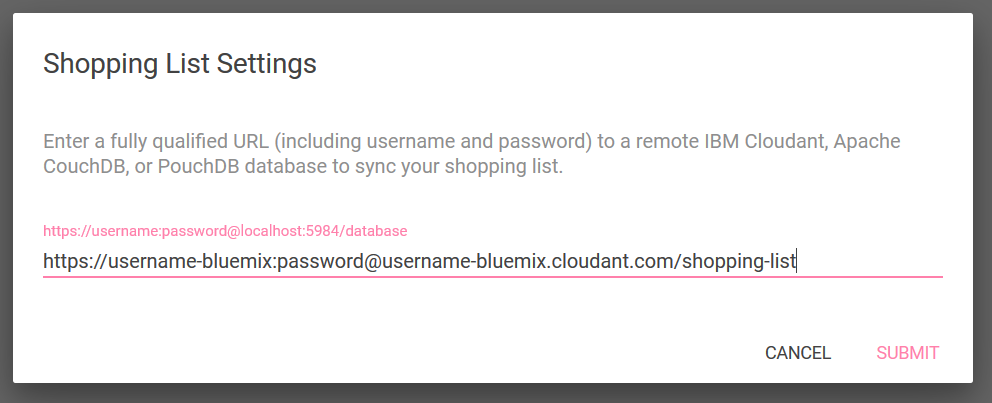 Shopping List Settings
Enter a fully qualified URL (including username and password) to a remote IBM Cloudant, Apache
CouchDB, or PouchDB database to sync your shopping list.
https://username:password@localhost:5984/database
https://username-bluemix:password@username-bluemix.cloudant.com/shopping-list
CANCEL SUBMIT